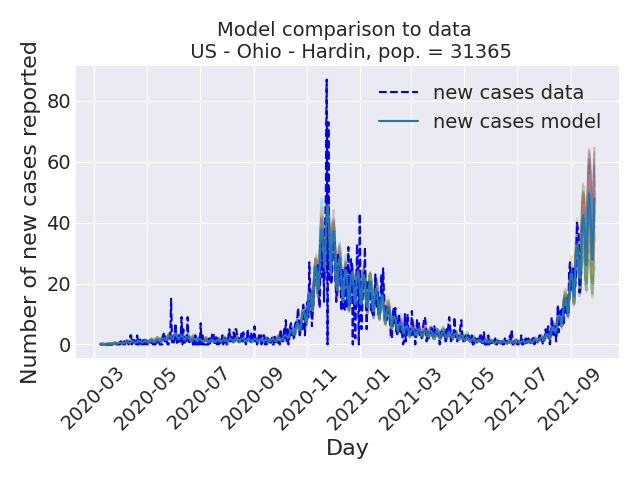 Model comparison to data
US - Ohio - Hardin, pop. = 31365
Number of new cases reported
80
60
40
20
0
new cases data
new cases model
2020-03
2020-05
2020-07
2020-09
2020-11
2021-01
2021-03
2021-05
2021-07
2021-09
Day